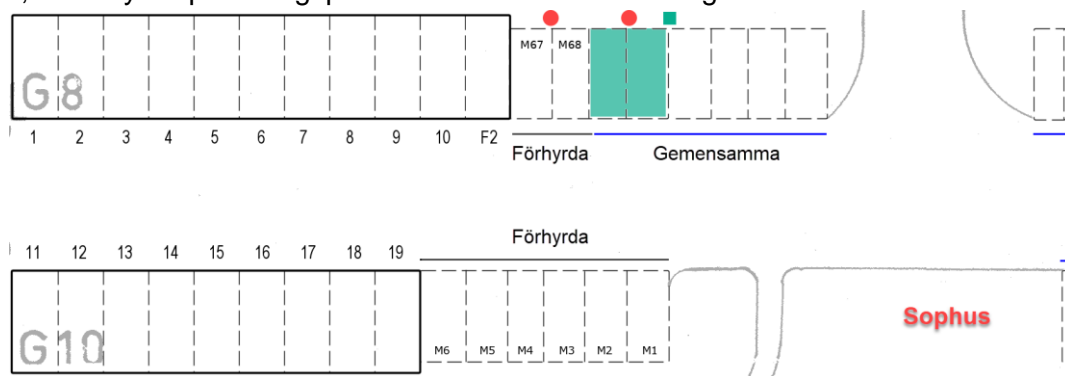 M67 M68
G8
1 2 3 4 5 6 7 8 9 10 F2
Förhyrda Gemensamma
Förhyrda
11 12 13 14 15 16 17 18 19
Sophus
G10
M6 M5 M4 M3 M2 M1